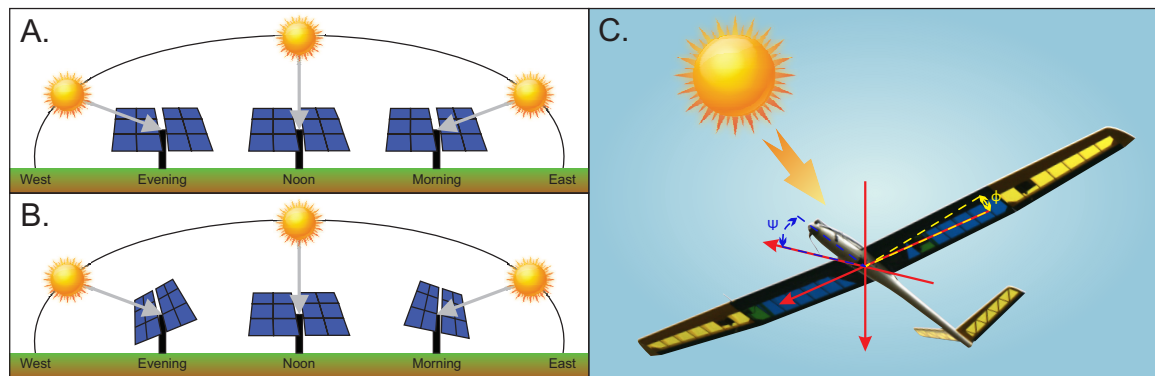 A.
West Evening Noon Morning East
B.
West Evening Noon Morning East
C.
Ψ
ϕ